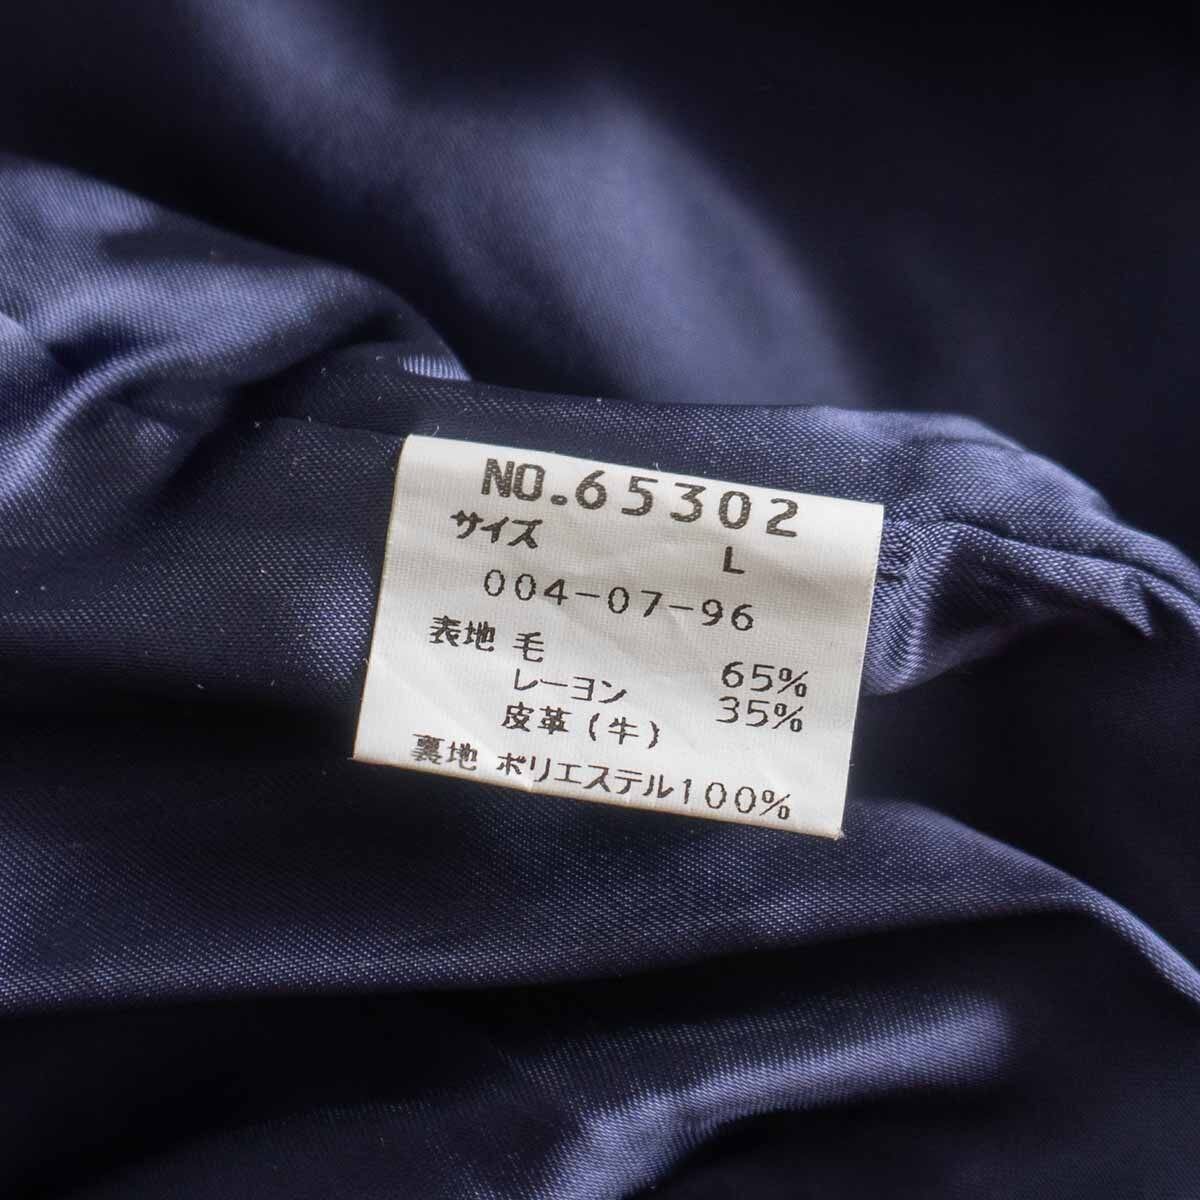 NO.65302
サイズ L
004-07-96
表地 毛 65%
レーヨン 35%
皮革(牛)
裏地 ポリエステル100%